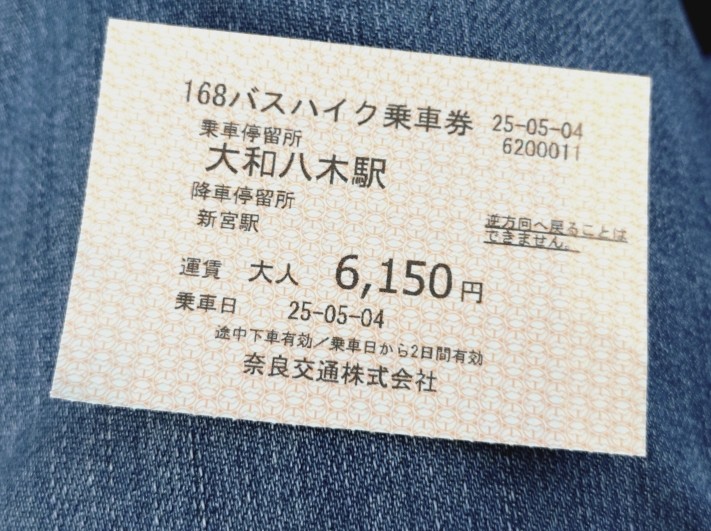 168バスハイク乗車券 25-05-04
6200011
乗車停留所
大和八木駅
降車停留所
新宮駅
逆方向へ戻ることは
できません。
運賃 大人 6,150円
乗車日 25-05-04
途中下車有効/乗車日から2日間有効
奈良交通株式会社